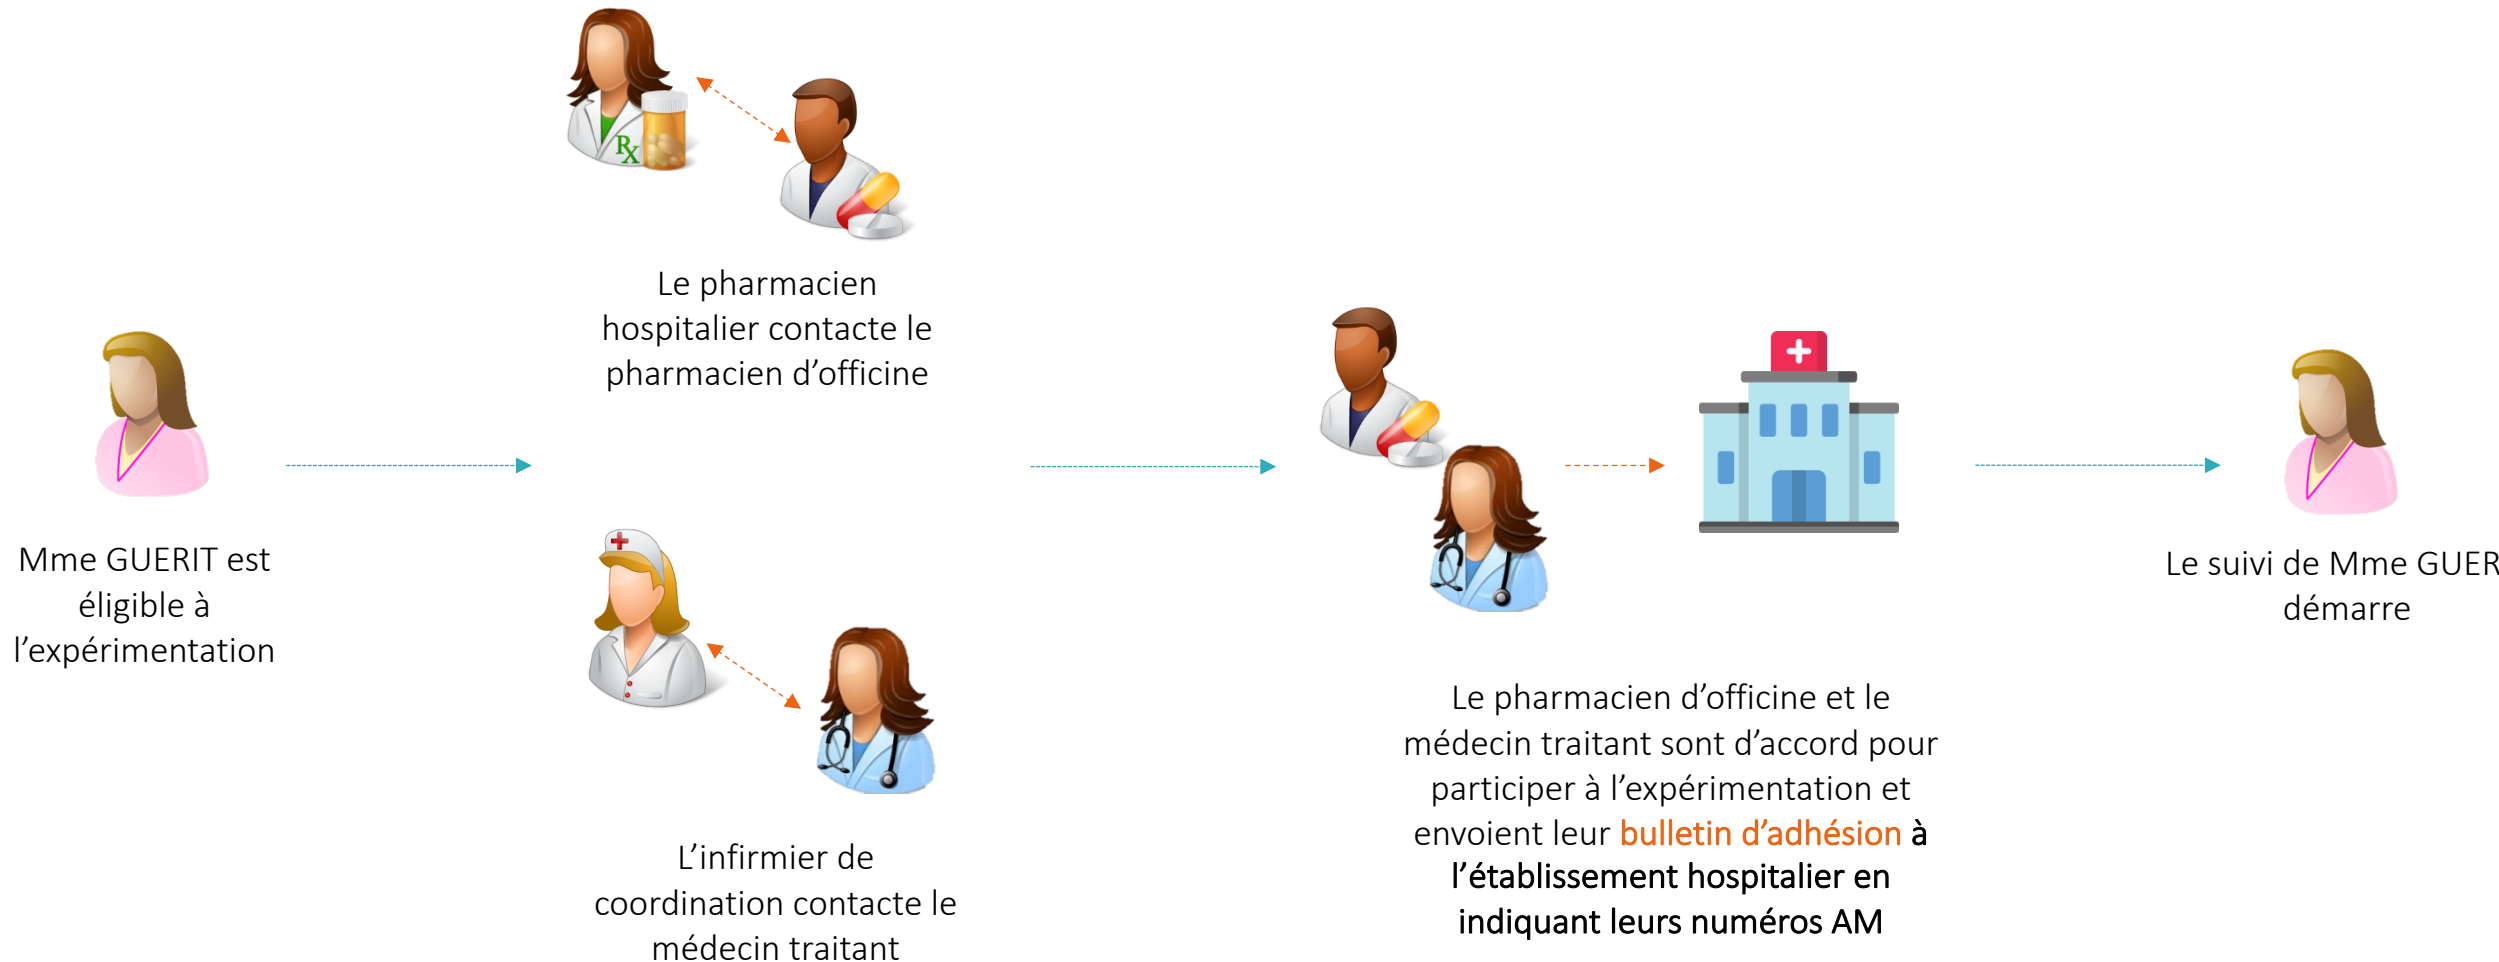 Mme GUERIT est
éligible à
l’expérimentation
RX
Le pharmacien
hospitalier contacte le
pharmacien d’officine
L’infirmier de
coordination contacte le
médecin traitant
Le pharmacien d’officine et le
médecin traitant sont d’accord pour
participer à l’expérimentation et
envoient leur bulletin d’adhésion à
l’établissement hospitalier en
indiquant leurs numéros AM
Le suivi de Mme GUER
démarre